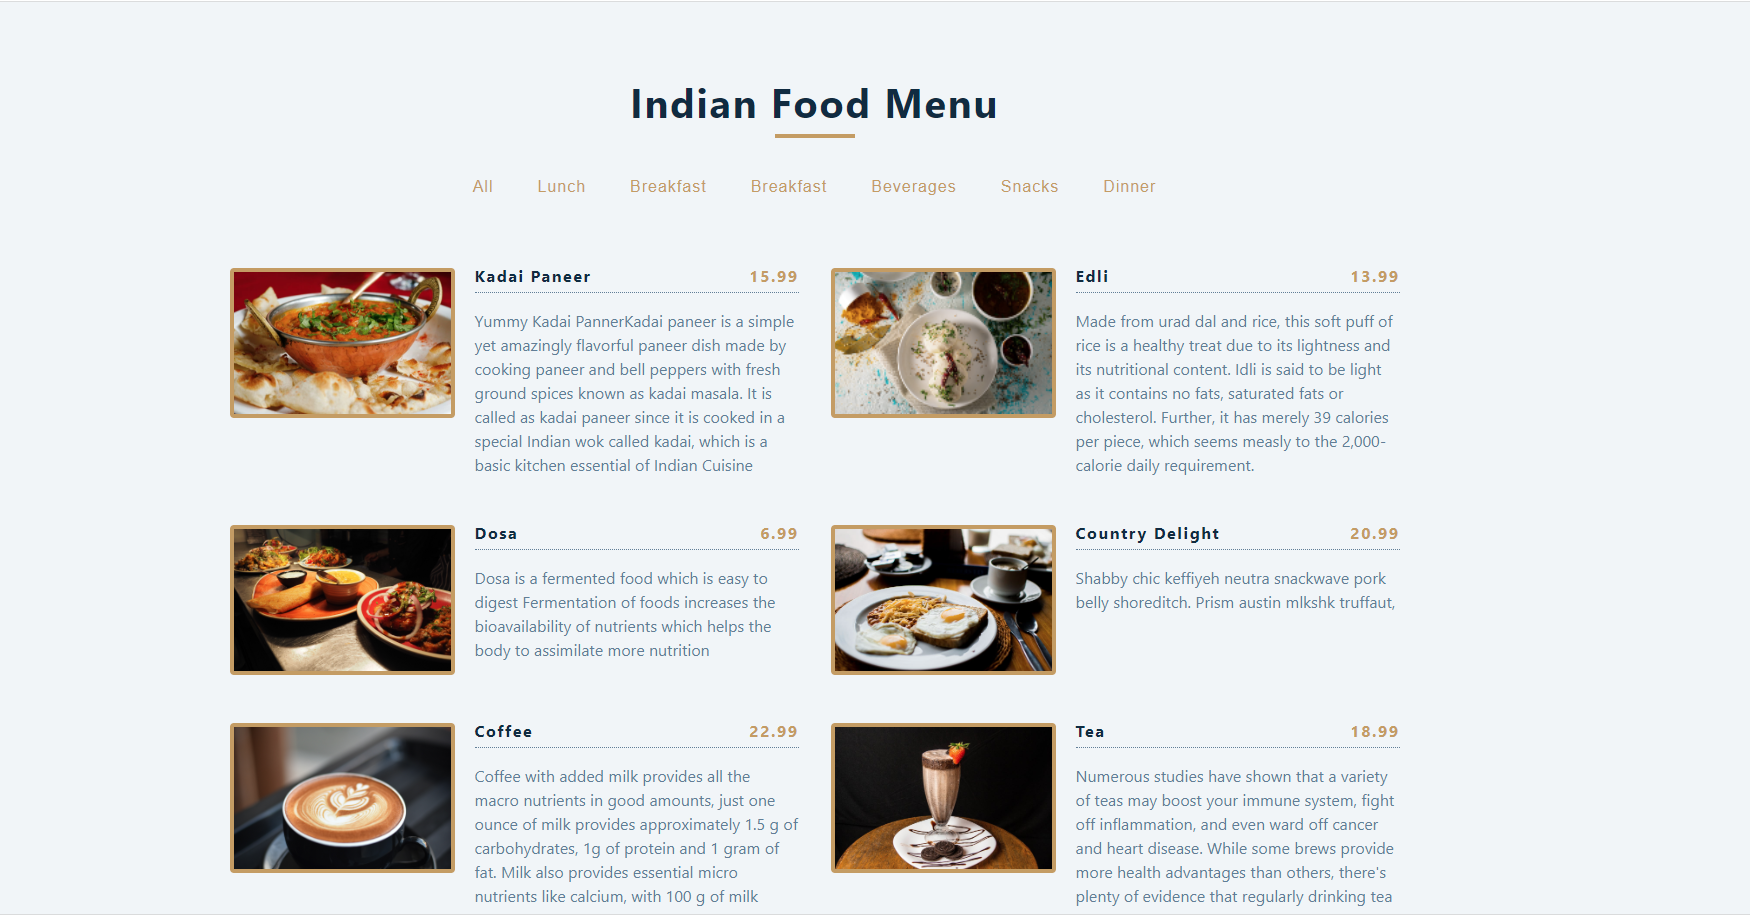 Indian Food Menu
All Lunch Breakfast Breakfast Beverages Snacks Dinner
Kadai Paneer 15.99
Yummy Kadai PannerKadai paneer is a simple
yet amazingly flavorful paneer dish made by
cooking paneer and bell peppers with fresh
ground spices known as kadai masala. It is
called as kadai paneer since it is cooked in a
special Indian wok called kadai, which is a
basic kitchen essential of Indian Cuisine
Edli 13.99
Made from urad dal and rice, this soft puff of
rice is a healthy treat due to its lightness and
its nutritional content. Idli is said to be light
as it contains no fats, saturated fats or
cholesterol. Further, it has merely 39 calories
per piece, which seems measly to the 2,000-
calorie daily requirement.
Dosa 6.99
Dosa is a fermented food which is easy to
digest Fermentation of foods increases the
bioavailability of nutrients which helps the
body to assimilate more nutrition
Country Delight 20.99
Shabby chic keffiyeh neutra snackwave pork
belly shoreditch. Prism austin mlkshk truffaut,
Coffee 22.99
Coffee with added milk provides all the
macro nutrients in good amounts, just one
ounce of milk provides approximately 1.5 g of
carbohydrates, 1g of protein and 1 gram of
fat. Milk also provides essential micro
nutrients like calcium, with 100 g of milk
Tea 18.99
Numerous studies have shown that a variety
of teas may boost your immune system, fight
off inflammation, and even ward off cancer
and heart disease. While some brews provide
more health advantages than others, there's
plenty of evidence that regularly drinking tea